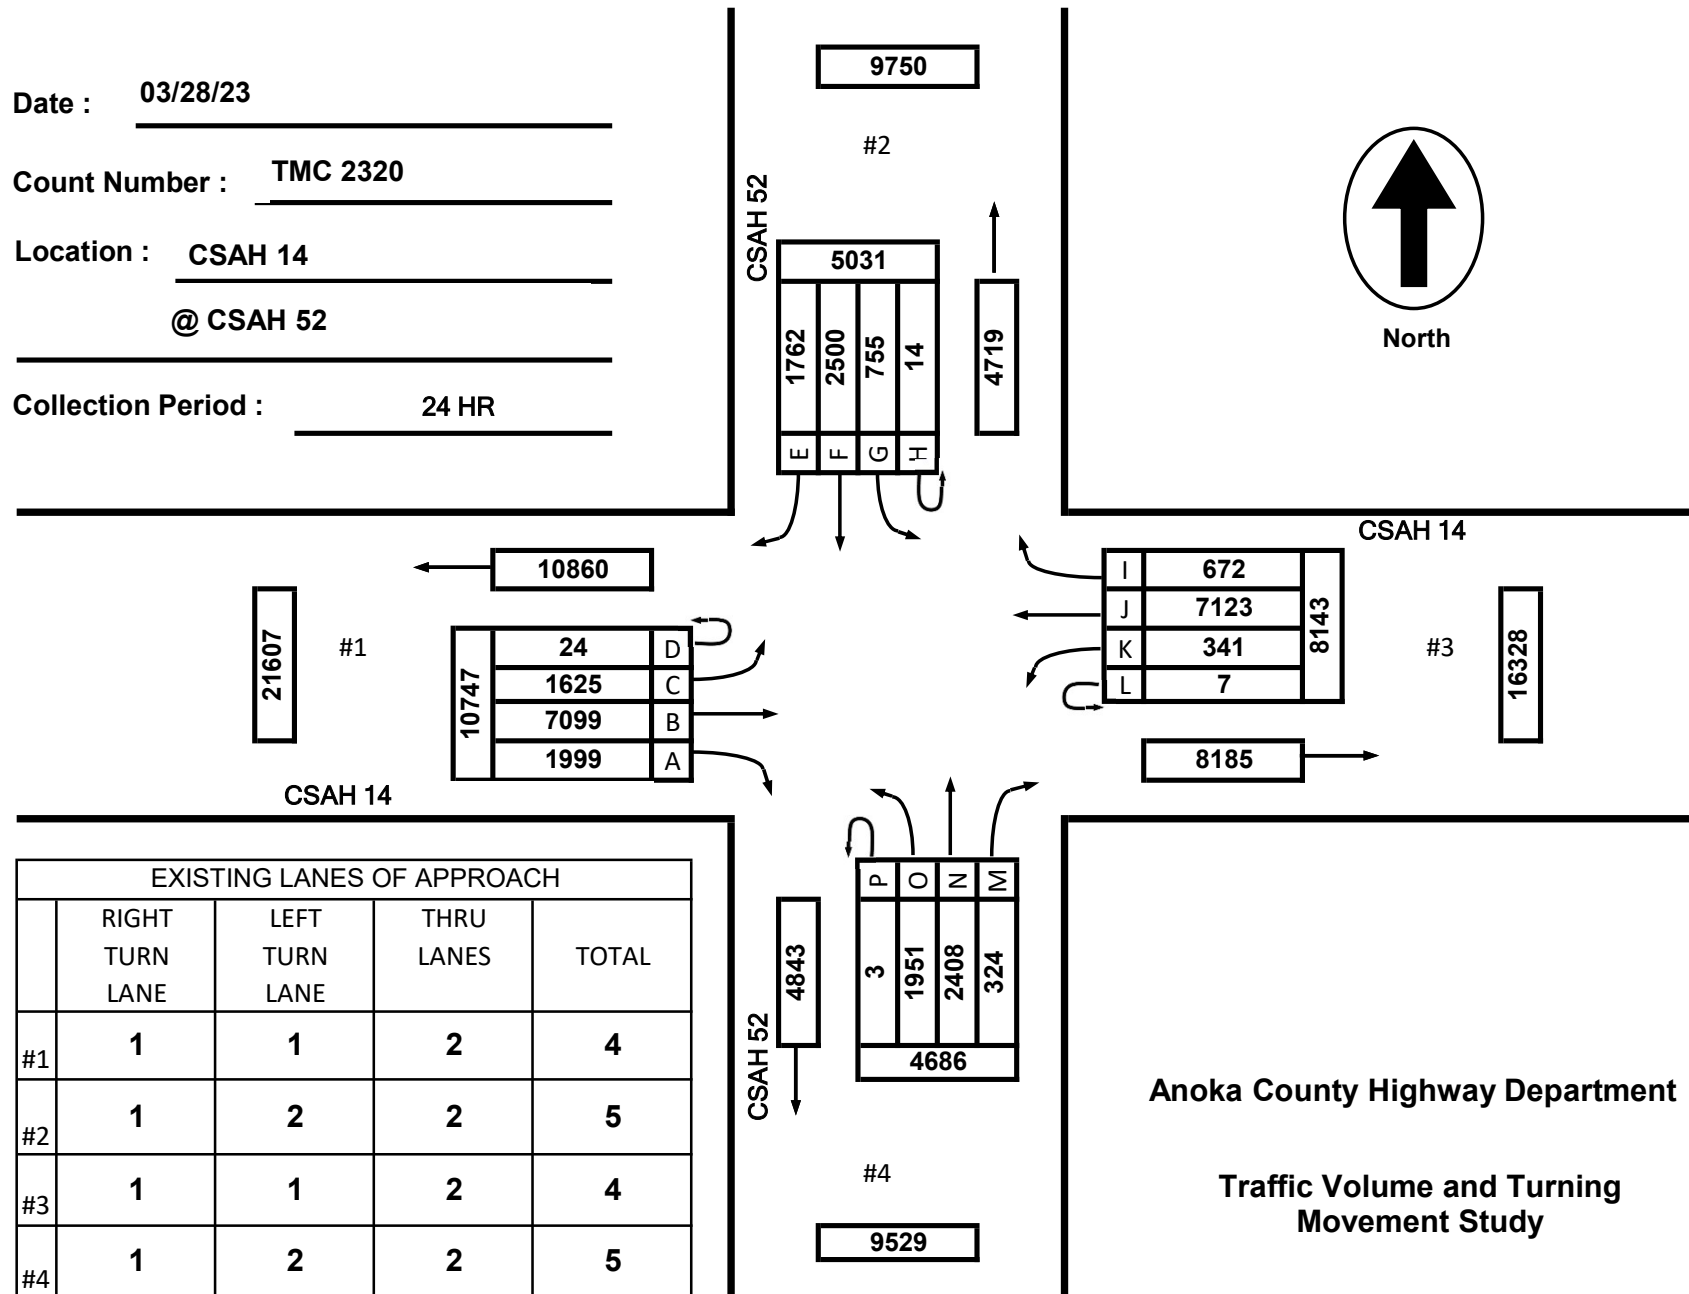 Date : 03/28/23
Count Number : TMC 2320
Location : CSAH 14
@ CSAH 52
Collection Period : 24 HR
9750
#2
CSAH 52
5031
1762 2500 755 14
E F G H
4719
North
CSAH 14
10860
21607
#1
10747
24 D
1625 C
7099 B
1999 A
CSAH 14
I 672
J 7123
K 341
L 7
8143
#3
16328
8185
P O N M
3 1951 2408 324
4686
4843
CSAH 52
#4
9529
EXISTING LANES OF APPROACH
RIGHT TURN LANE LEFT TURN LANE THRU LANES TOTAL
#1 1 1 2 4
#2 1 2 2 5
#3 1 1 2 4
#4 1 2 2 5
Anoka County Highway Department
Traffic Volume and Turning
Movement Study